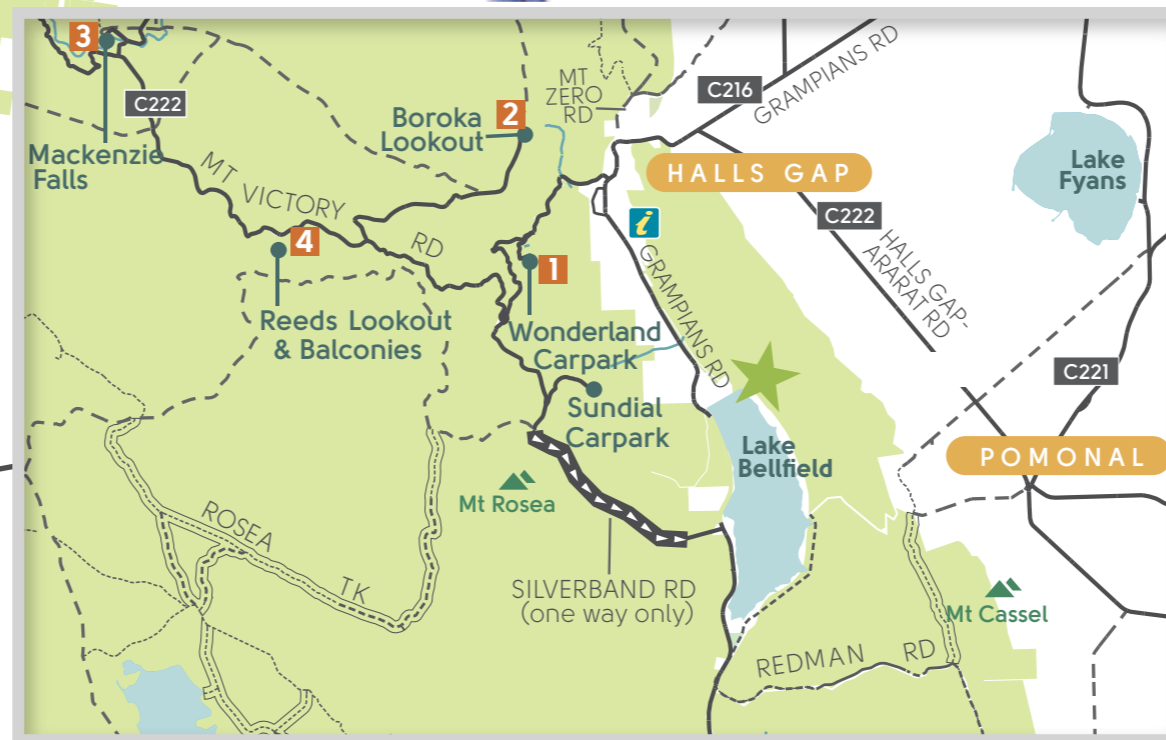 3
C222
Mackenzie
Falls
MT VICTORY
RD
Boroka
Lookout
2
MT
ZERO
RD
C216
GRAMPIANS RD
HALLS GAP
Lake
Fyans
C222
HALLS GAP-
ARARAT RD
i
GRAMPIANS RD
4
Reeds Lookout
& Balconies
1
Wonderland
Carpark
Sundial
Carpark
C221
POMONAL
Lake
Bellfield
Mt Rosea
ROSEA
TK
SILVERBAND RD
(one way only)
Mt Cassel
REDMAN RD